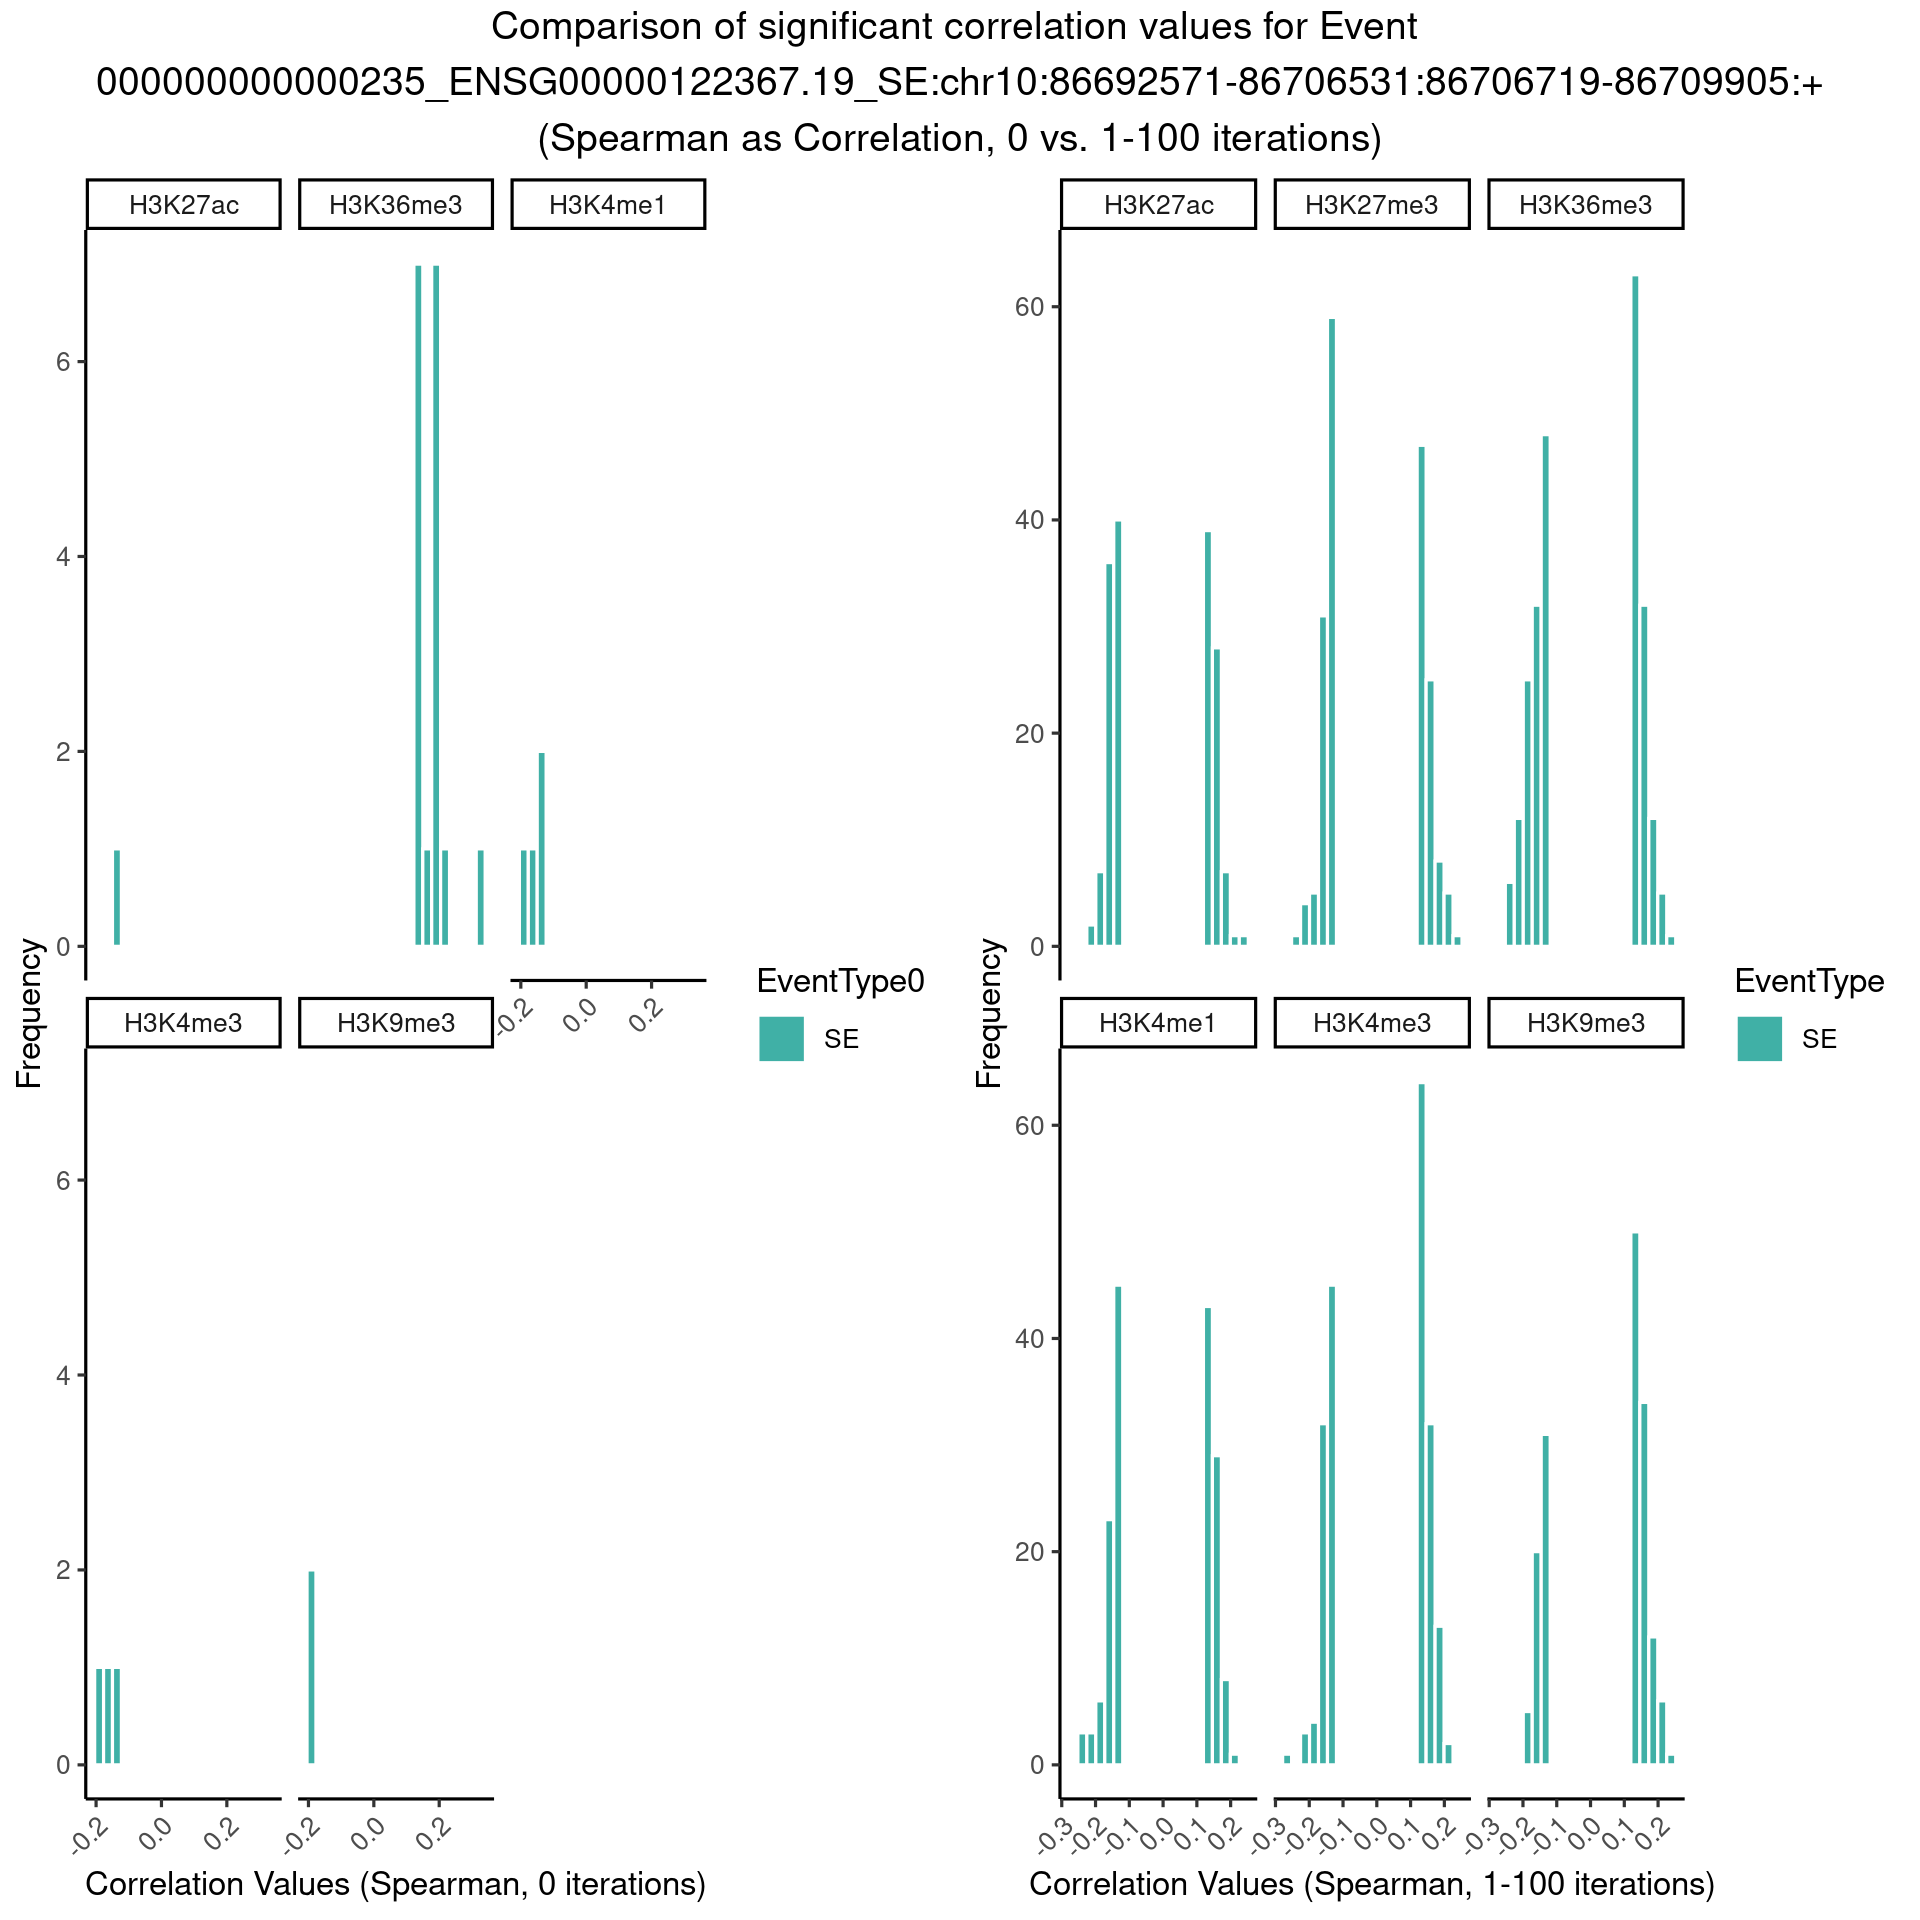 Comparison of significant correlation values for Event
000000000000235_ENSG00000122367.19_SE:chr10:86692571-86706531:86706719-86709905:+
(Spearman as Correlation, 0 vs. 1-100 iterations)
H3K27ac H3K36me3 H3K4me1
6
4
2
0
-0.2 0.0 0.2
H3K4me3 H3K9me3
6
4
2
0
-0.2 0.0 0.2 -0.2 0.0 0.2
Frequency
Correlation Values (Spearman, 0 iterations)
EventType0
SE
H3K27ac H3K27me3 H3K36me3
60
40
20
0
H3K4me1 H3K4me3 H3K9me3
60
40
20
0
-0.3 -0.2 -0.1 0.0 0.1 0.2 -0.3 -0.2 -0.1 0.0 0.1 0.2 -0.3 -0.2 -0.1 0.0 0.1 0.2
Frequency
Correlation Values (Spearman, 1-100 iterations)
EventType
SE